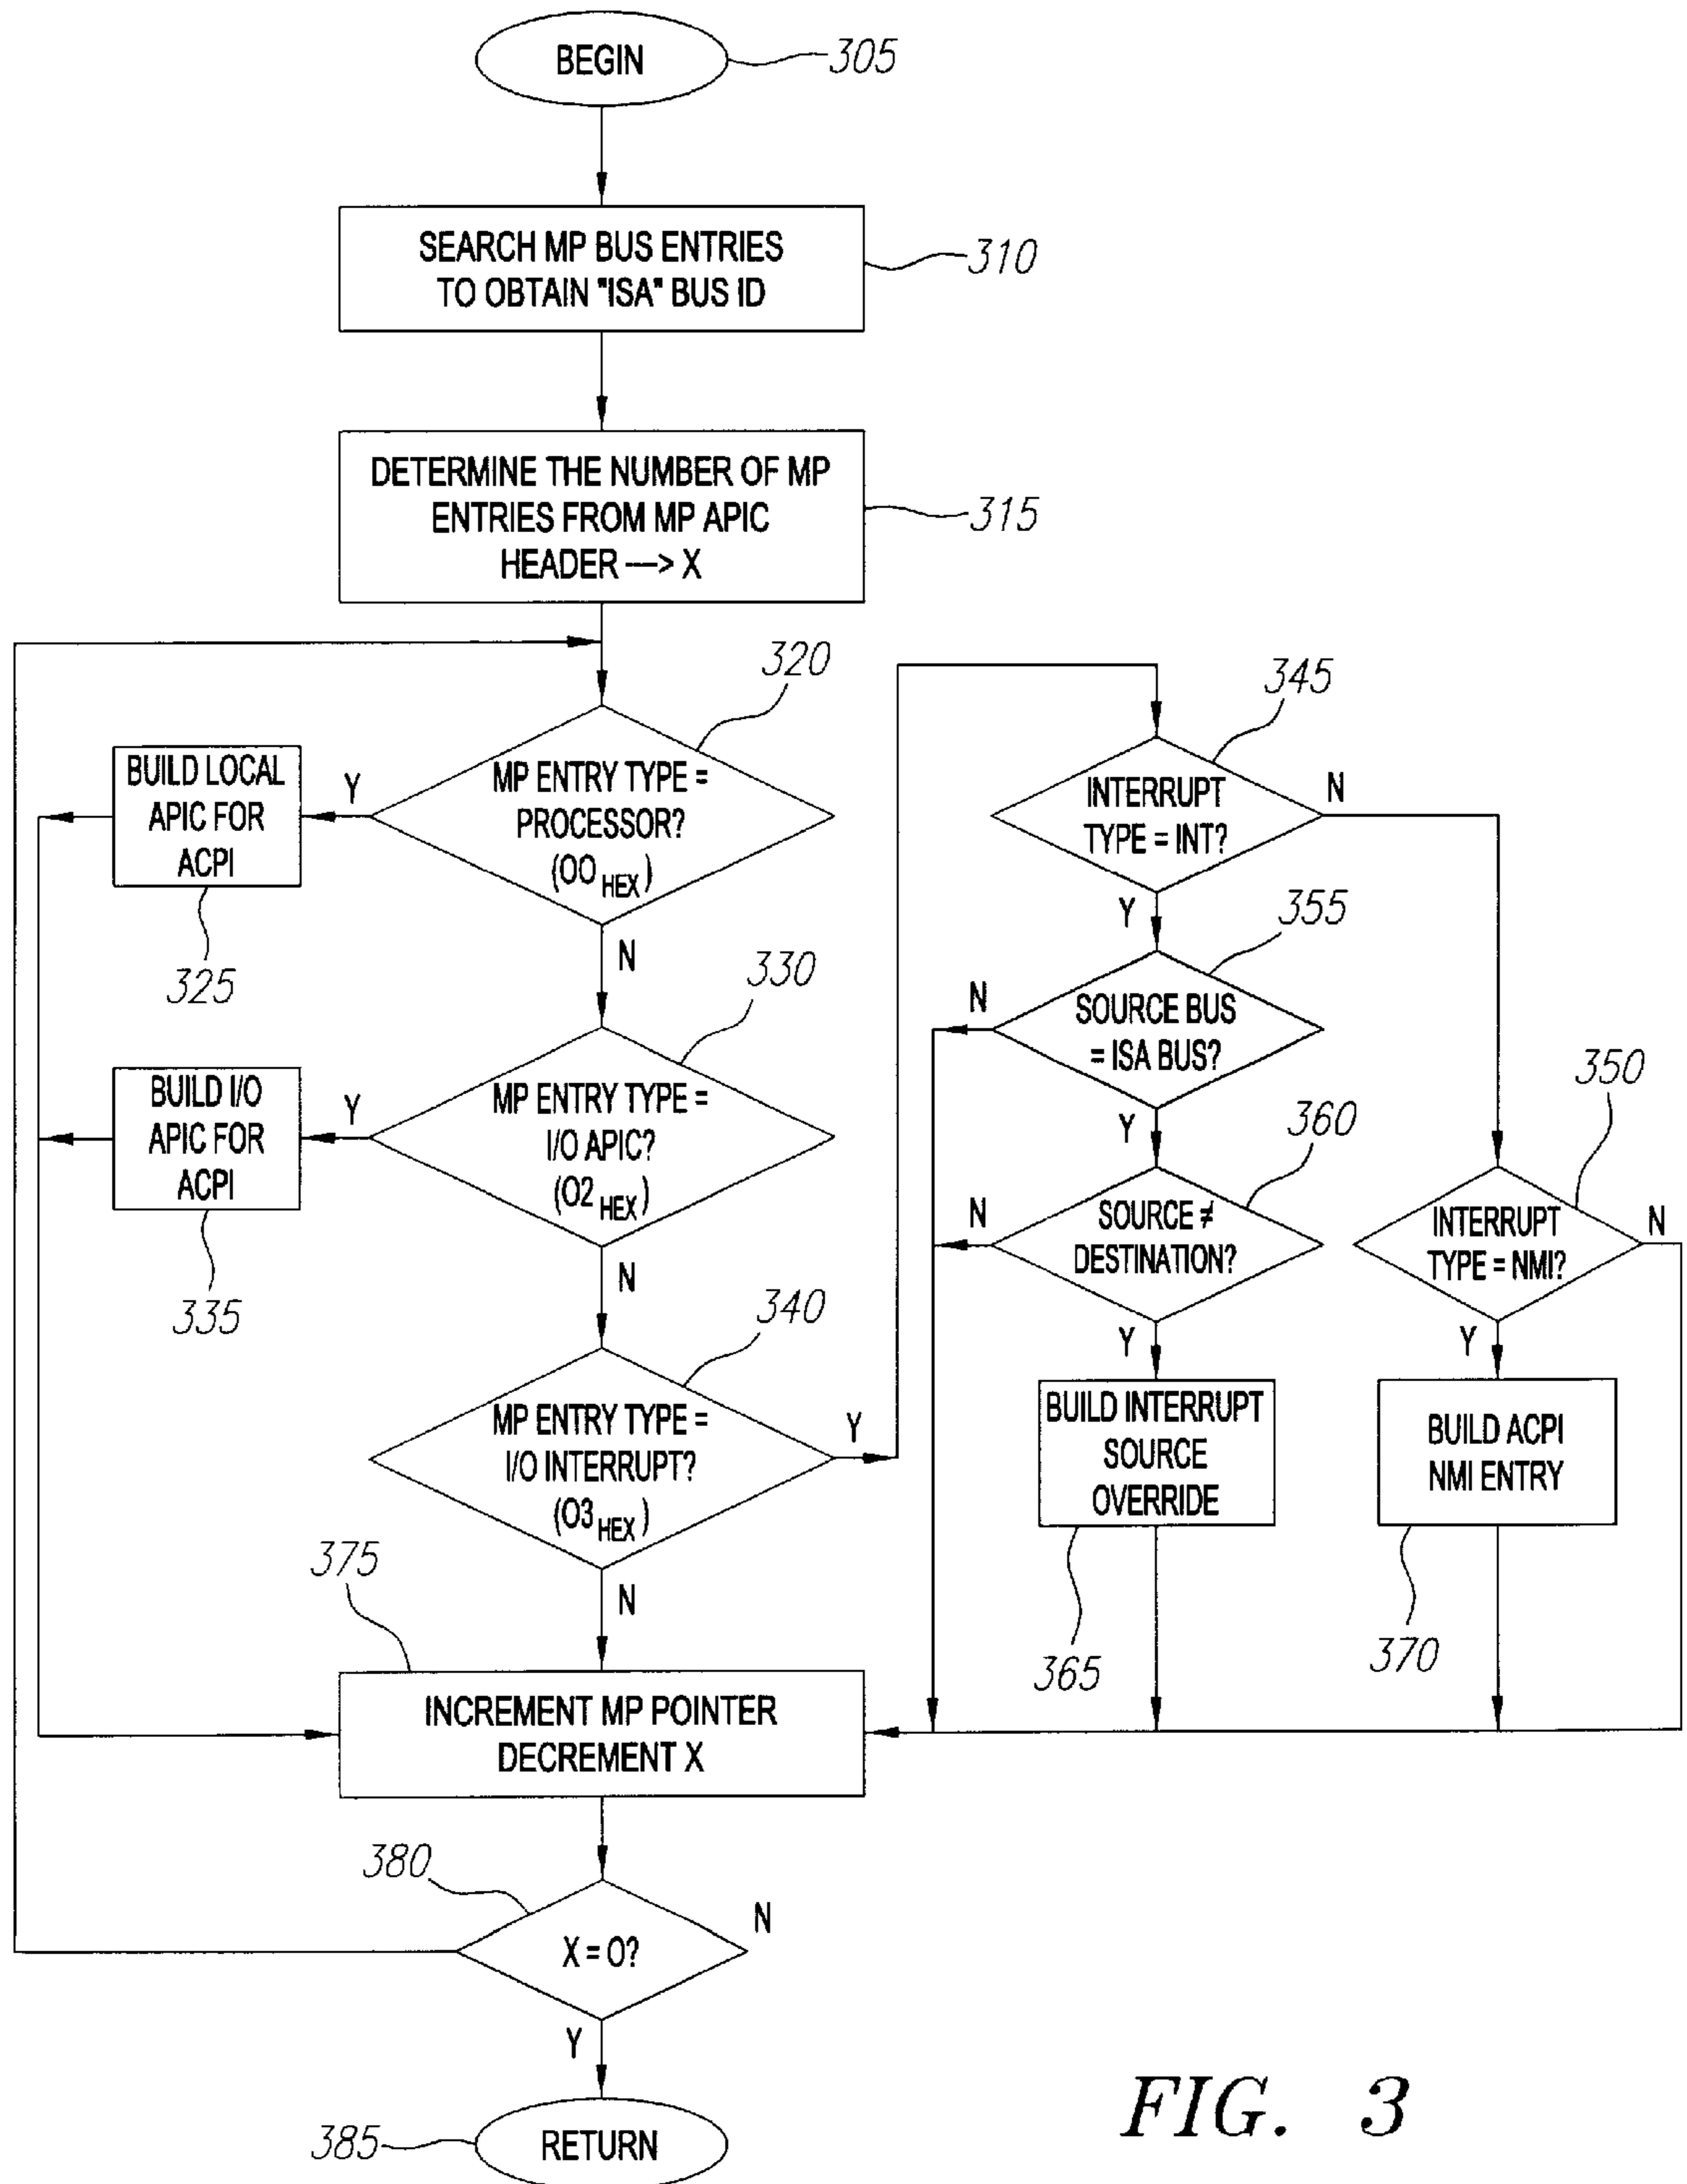 BEGIN
305
SEARCH MP BUS ENTRIES
TO OBTAIN "ISA" BUS ID
310
DETERMINE THE NUMBER OF MP
ENTRIES FROM MP APIC
HEADER —> X
315
320
MP ENTRY TYPE =
PROCESSOR?
(00 HEX)
Y
N
BUILD LOCAL
APIC FOR
ACPI
325
330
MP ENTRY TYPE =
I/O APIC?
(02 HEX)
Y
N
BUILD I/O
APIC FOR
ACPI
335
340
MP ENTRY TYPE =
I/O INTERRUPT?
(03 HEX)
Y
N
345
INTERRUPT
TYPE = INT?
N
Y
355
SOURCE BUS
= ISA BUS?
N
Y
360
SOURCE ≠
DESTINATION?
N
Y
BUILD INTERRUPT
SOURCE
OVERRIDE
365
350
INTERRUPT
TYPE = NMI?
N
Y
BUILD ACPI
NMI ENTRY
370
375
INCREMENT MP POINTER
DECREMENT X
380
X = 0?
N
Y
RETURN
385
FIG. 3